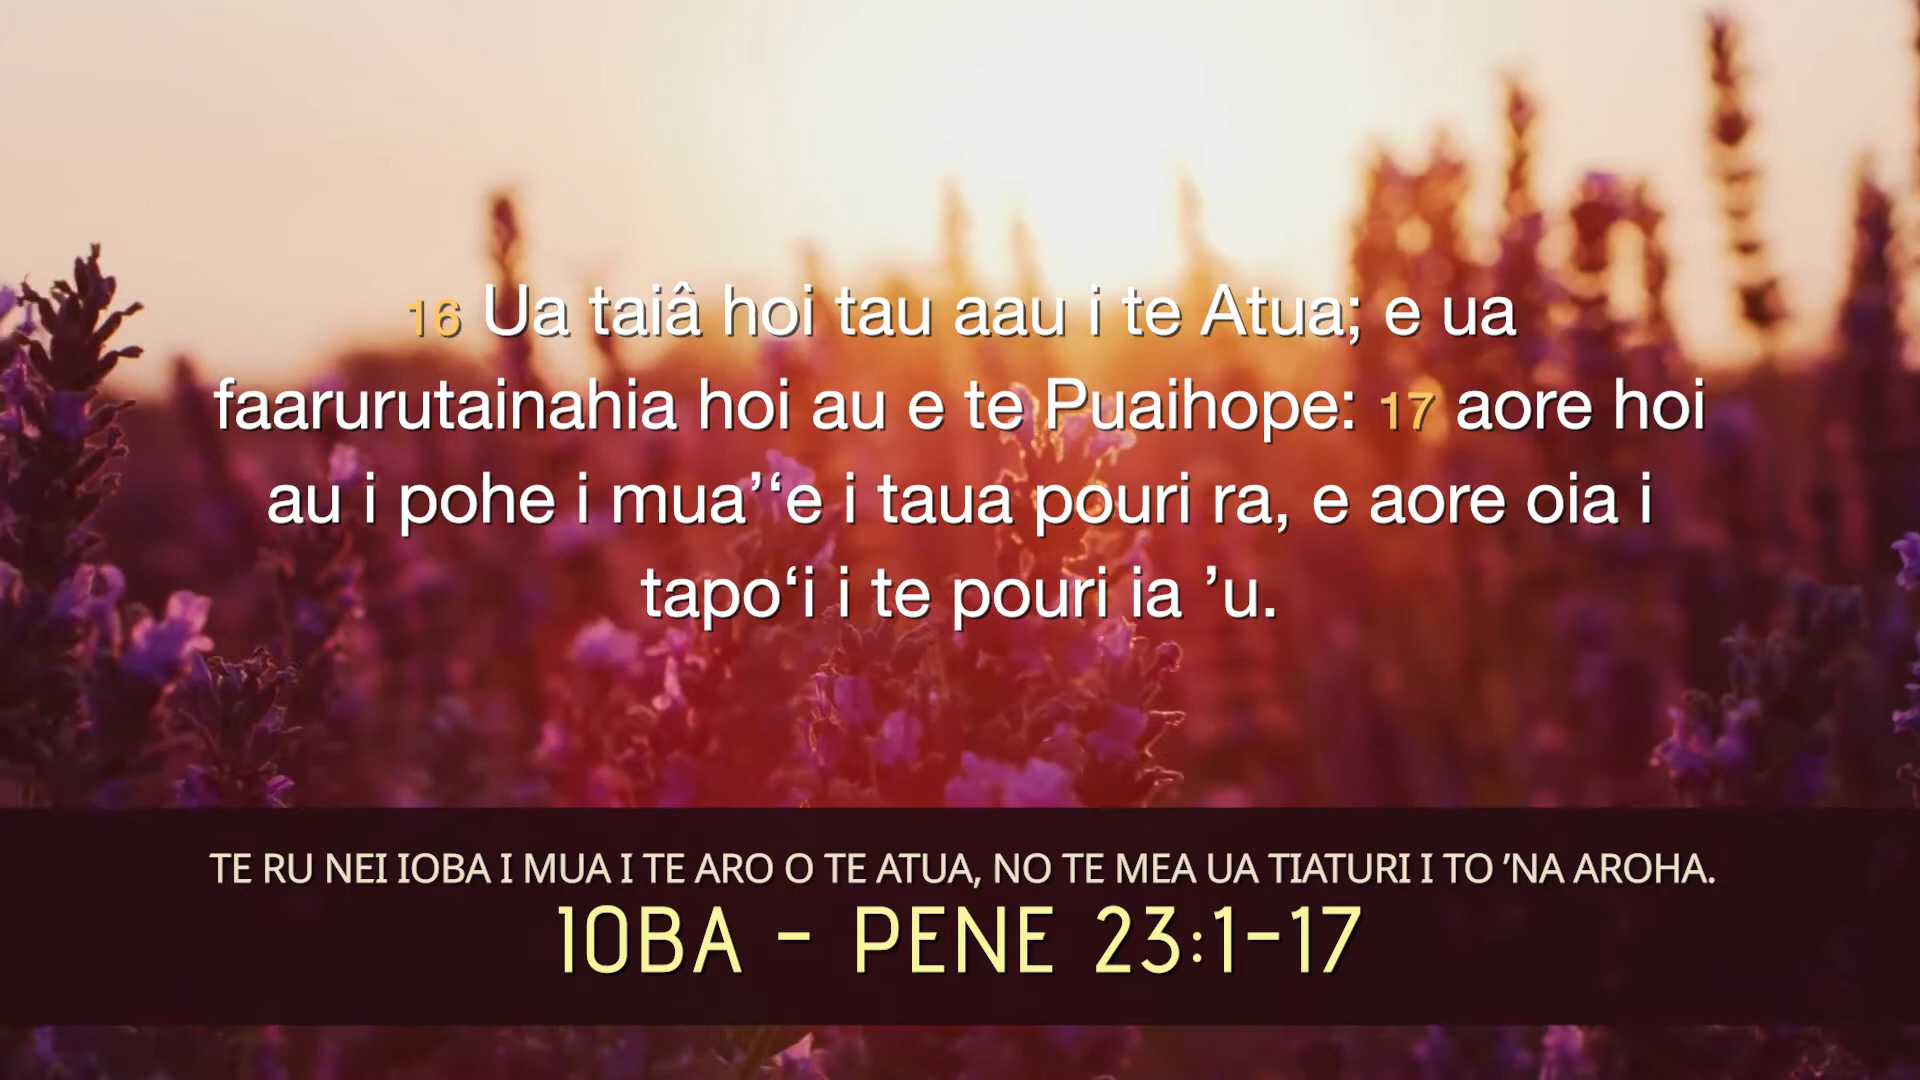 16 Ua taiâ hoi tau aau i te Atua; e ua
faarurutainahia hoi au e te Puaihope: 17 aore hoi
au i pohe i mua’‘e i taua pouri ra, e aore oia i
tapo‘i i te pouri ia ’u.
TE RU NEI IOBA I MUA I TE ARO O TE ATUA, NO TE MEA UA TIATURI I TO ’NA AROHA.
IOBA - PENE 23:1-17